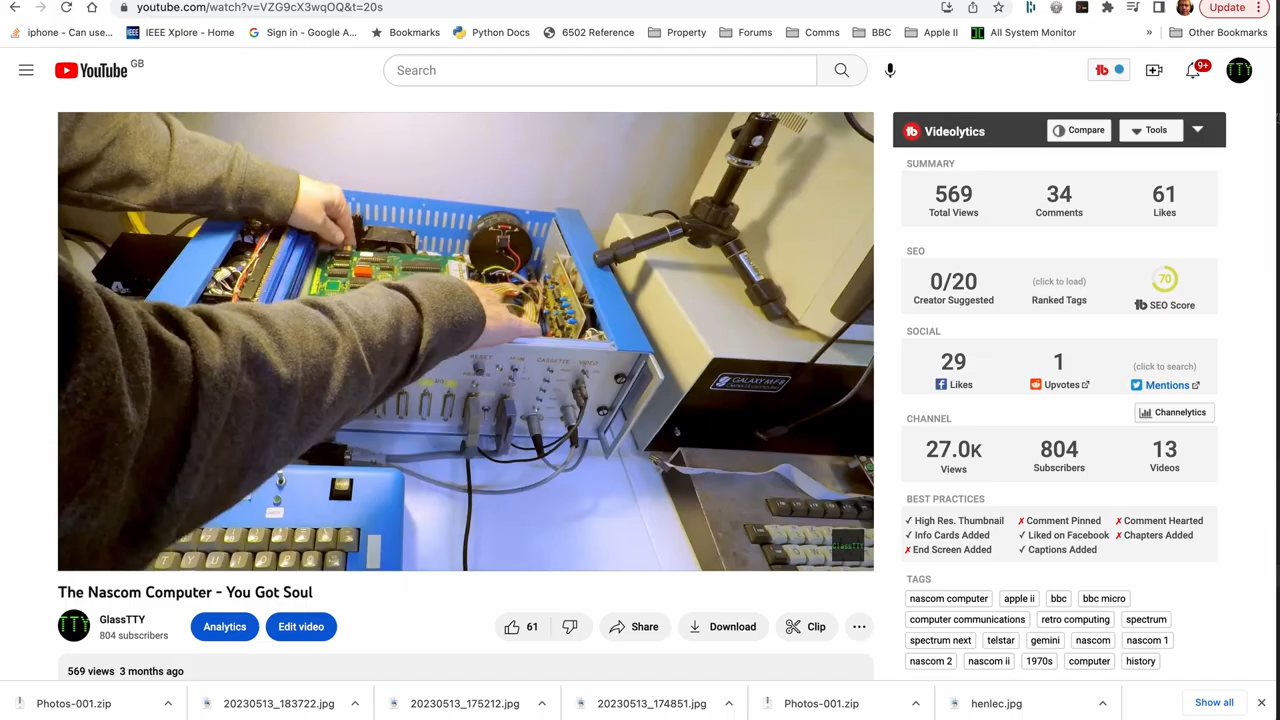 youtube.com/watch?v=VZG9cX3wqOQ&t=20s
Update
iphone - Can use...
IEEE Xplore - Home
Sign in - Google A...
Bookmarks
Python Docs
6502 Reference
Property
Forums
Comms
BBC
Apple II
All System Monitor
»
Other Bookmarks
YouTube GB
Search
9+
TTY
Videolytics
Compare
Tools
SUMMARY
569
34
61
Total Views
Comments
Likes
SEO
0/20
(click to load)
70
Creator Suggested
Ranked Tags
SEO Score
SOCIAL
29
1
(click to search)
Likes
Upvotes
Mentions
CHANNEL
Channelytics
27.0K
804
13
Views
Subscribers
Videos
BEST PRACTICES
✓ High Res. Thumbnail
✗ Comment Pinned
✗ Comment Hearted
✓ Info Cards Added
✓ Liked on Facebook
✗ Chapters Added
✗ End Screen Added
✓ Captions Added
TAGS
nascom computer
apple ii
bbc
bbc micro
computer communications
retro computing
spectrum
spectrum next
telstar
gemini
nascom
nascom 1
nascom 2
nascom ii
1970s
computer
history
RESET
CASSETTE
VIDEO
GALAXY MFB
GlassTTY
The Nascom Computer - You Got Soul
TTY
GlassTTY
804 subscribers
Analytics
Edit video
61
Share
Download
Clip
569 views 3 months ago
Photos-001.zip
20230513_183722.jpg
20230513_175212.jpg
20230513_174851.jpg
Photos-001.zip
henlec.jpg
Show all